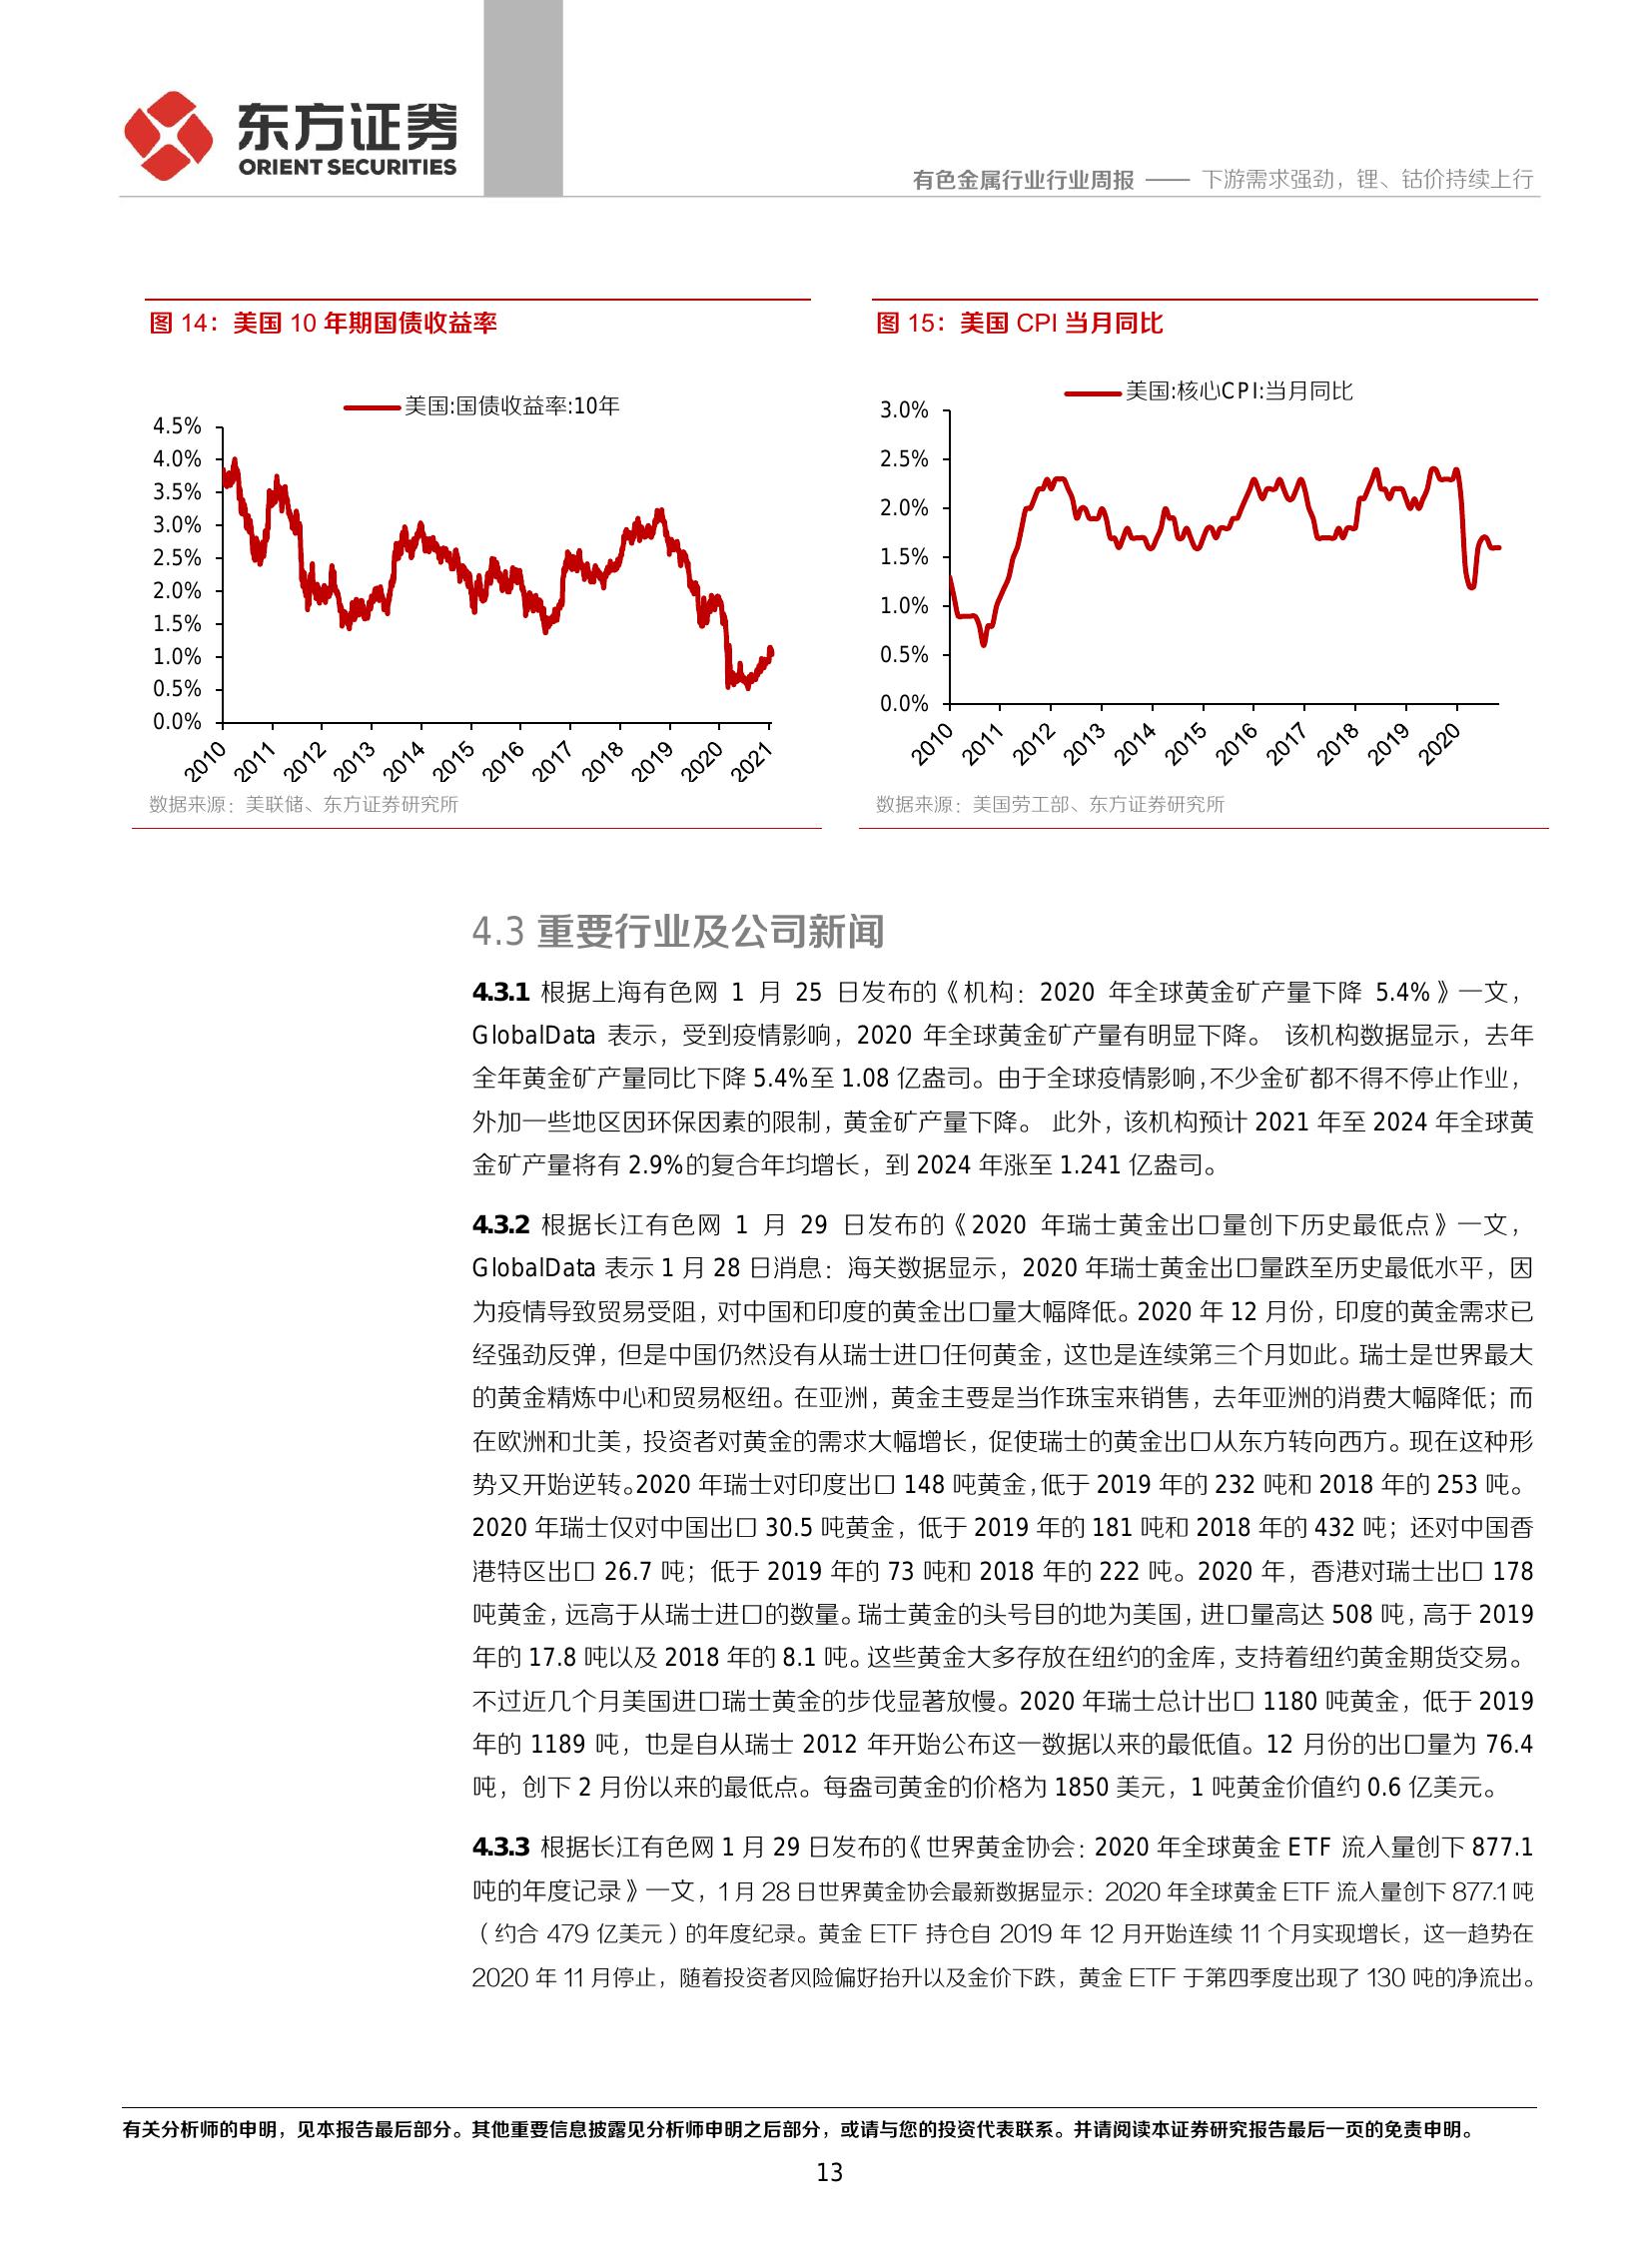 东方证券
ORIENT SECURITIES
有色金属行业行业周报 —— 下游需求强劲，锂、钴价持续上行
图 14：美国 10 年期国债收益率
美国:国债收益率:10年
4.5%
4.0%
3.5%
3.0%
2.5%
2.0%
1.5%
1.0%
0.5%
0.0%
2010 2011 2012 2013 2014 2015 2016 2017 2018 2019 2020 2021
数据来源：美联储、东方证券研究所
图 15：美国 CPI 当月同比
美国:核心CPI:当月同比
3.0%
2.5%
2.0%
1.5%
1.0%
0.5%
0.0%
2010 2011 2012 2013 2014 2015 2016 2017 2018 2019 2020
数据来源：美国劳工部、东方证券研究所
4.3 重要行业及公司新闻
4.3.1 根据上海有色网 1 月 25 日发布的《机构：2020 年全球黄金矿产量下降 5.4%》一文，
GlobalData 表示，受到疫情影响，2020 年全球黄金矿产量有明显下降。 该机构数据显示，去年
全年黄金矿产量同比下降 5.4%至 1.08 亿盎司。由于全球疫情影响，不少金矿都不得不停止作业，
外加一些地区因环保因素的限制，黄金矿产量下降。 此外，该机构预计 2021 年至 2024 年全球黄
金矿产量将有 2.9%的复合年均增长，到 2024 年涨至 1.241 亿盎司。
4.3.2 根据长江有色网 1 月 29 日发布的《2020 年瑞士黄金出口量创下历史最低点》一文，
GlobalData 表示 1 月 28 日消息：海关数据显示，2020 年瑞士黄金出口量跌至历史最低水平，因
为疫情导致贸易受阻，对中国和印度的黄金出口量大幅降低。2020 年 12 月份，印度的黄金需求已
经强劲反弹，但是中国仍然没有从瑞士进口任何黄金，这也是连续第三个月如此。瑞士是世界最大
的黄金精炼中心和贸易枢纽。在亚洲，黄金主要是当作珠宝来销售，去年亚洲的消费大幅降低；而
在欧洲和北美，投资者对黄金的需求大幅增长，促使瑞士的黄金出口从东方转向西方。现在这种形
势又开始逆转。2020 年瑞士对印度出口 148 吨黄金，低于 2019 年的 232 吨和 2018 年的 253 吨。
2020 年瑞士仅对中国出口 30.5 吨黄金，低于 2019 年的 181 吨和 2018 年的 432 吨；还对中国香
港特区出口 26.7 吨；低于 2019 年的 73 吨和 2018 年的 222 吨。2020 年，香港对瑞士出口 178
吨黄金，远高于从瑞士进口的数量。瑞士黄金的头号目的地为美国，进口量高达 508 吨，高于 2019
年的 17.8 吨以及 2018 年的 8.1 吨。这些黄金大多存放在纽约的金库，支持着纽约黄金期货交易。
不过近几个月美国进口瑞士黄金的步伐显著放慢。2020 年瑞士总计出口 1180 吨黄金，低于 2019
年的 1189 吨，也是自从瑞士 2012 年开始公布这一数据以来的最低值。12 月份的出口量为 76.4
吨，创下 2 月份以来的最低点。每盎司黄金的价格为 1850 美元，1 吨黄金价值约 0.6 亿美元。
4.3.3 根据长江有色网 1 月 29 日发布的《世界黄金协会：2020 年全球黄金 ETF 流入量创下 877.1
吨的年度记录》一文，1 月 28 日世界黄金协会最新数据显示：2020 年全球黄金 ETF 流入量创下 877.1 吨
（约合 479 亿美元）的年度纪录。黄金 ETF 持仓自 2019 年 12 月开始连续 11 个月实现增长，这一趋势在
2020 年 11 月停止，随着投资者风险偏好抬升以及金价下跌，黄金 ETF 于第四季度出现了 130 吨的净流出。
有关分析师的申明，见本报告最后部分。其他重要信息披露见分析师申明之后部分，或请与您的投资代表联系。并请阅读本证券研究报告最后一页的免责申明。
13